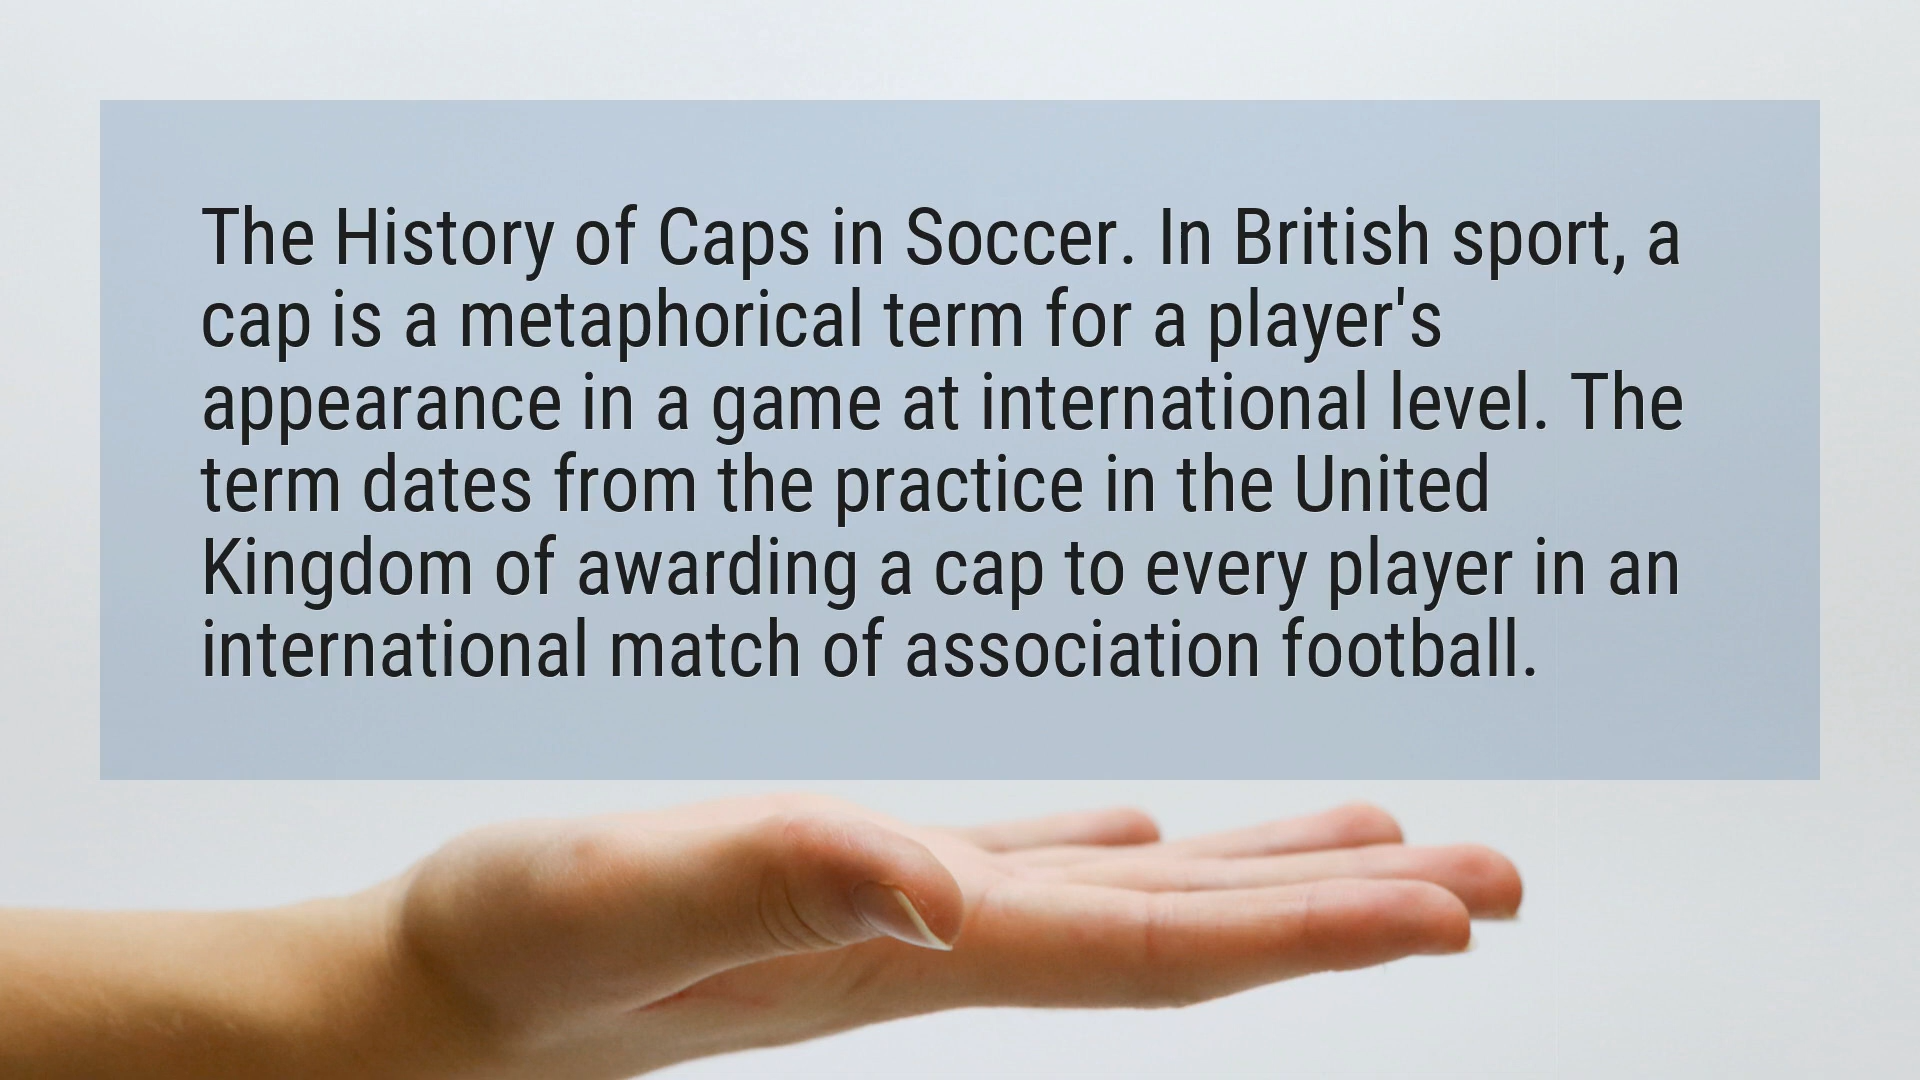 The History of Caps in Soccer. In British sport, a
cap is a metaphorical term for a player's
appearance in a game at international level. The
term dates from the practice in the United
Kingdom of awarding a cap to every player in an
international match of association football.